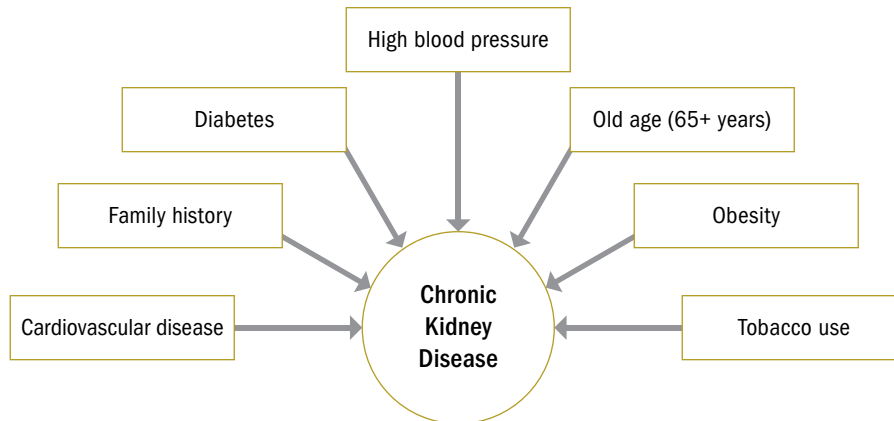 High blood pressure
Diabetes
Old age (65+ years)
Family history
Obesity
Cardiovascular disease
Chronic
Kidney
Disease
Tobacco use